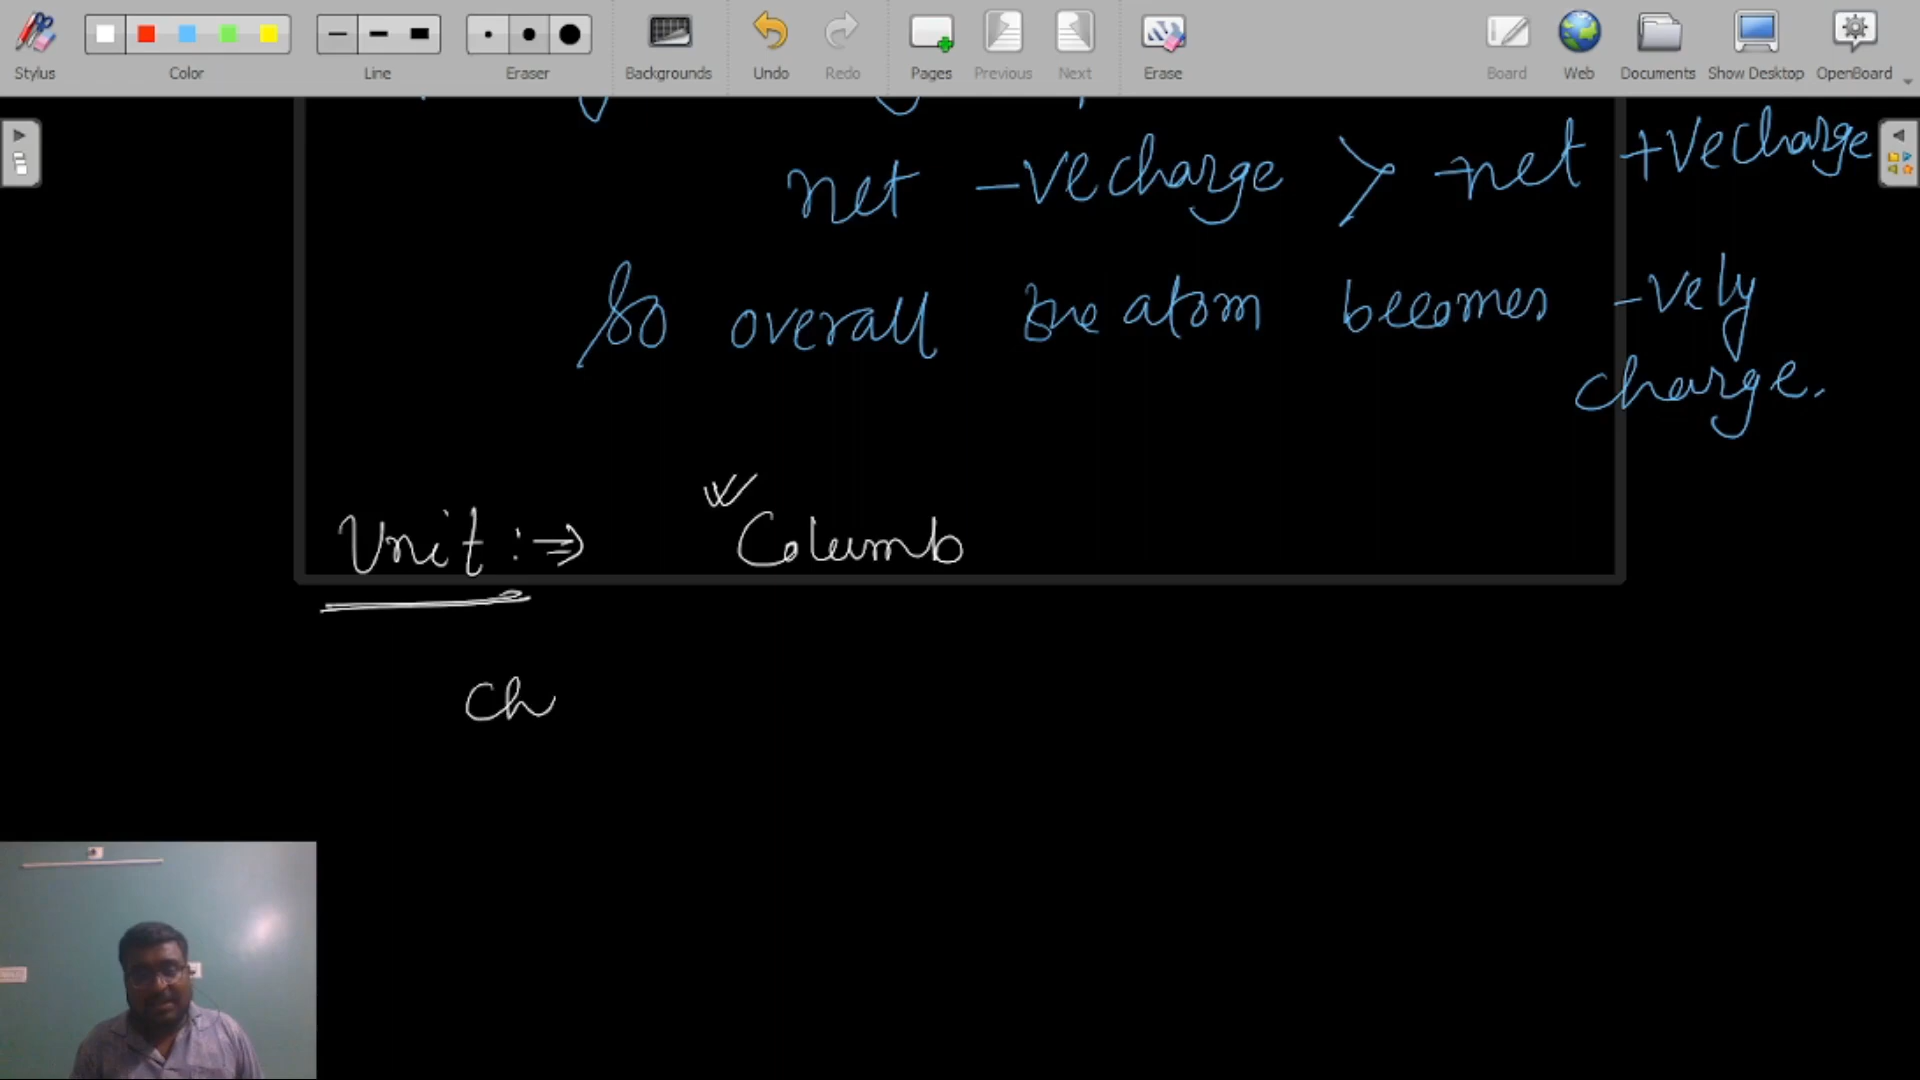 Stylus Color Line Eraser Backgrounds Undo Redo Pages Previous Next Erase Board Web Documents Show Desktop OpenBoard
net -ve charge > net +ve charge
So overall the atom becomes -vely
charge.
Unit :⇒ Columb
Ch